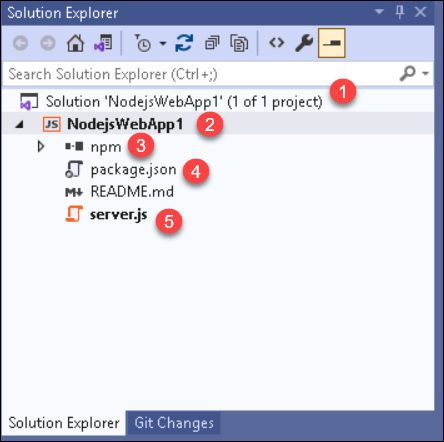 Solution Explorer
Search Solution Explorer (Ctrl+;)
1
Solution 'NodejsWebApp1' (1 of 1 project)
JS NodejsWebApp1 2
npm 3
package.json 4
M README.md
server.js 5
Solution Explorer Git Changes